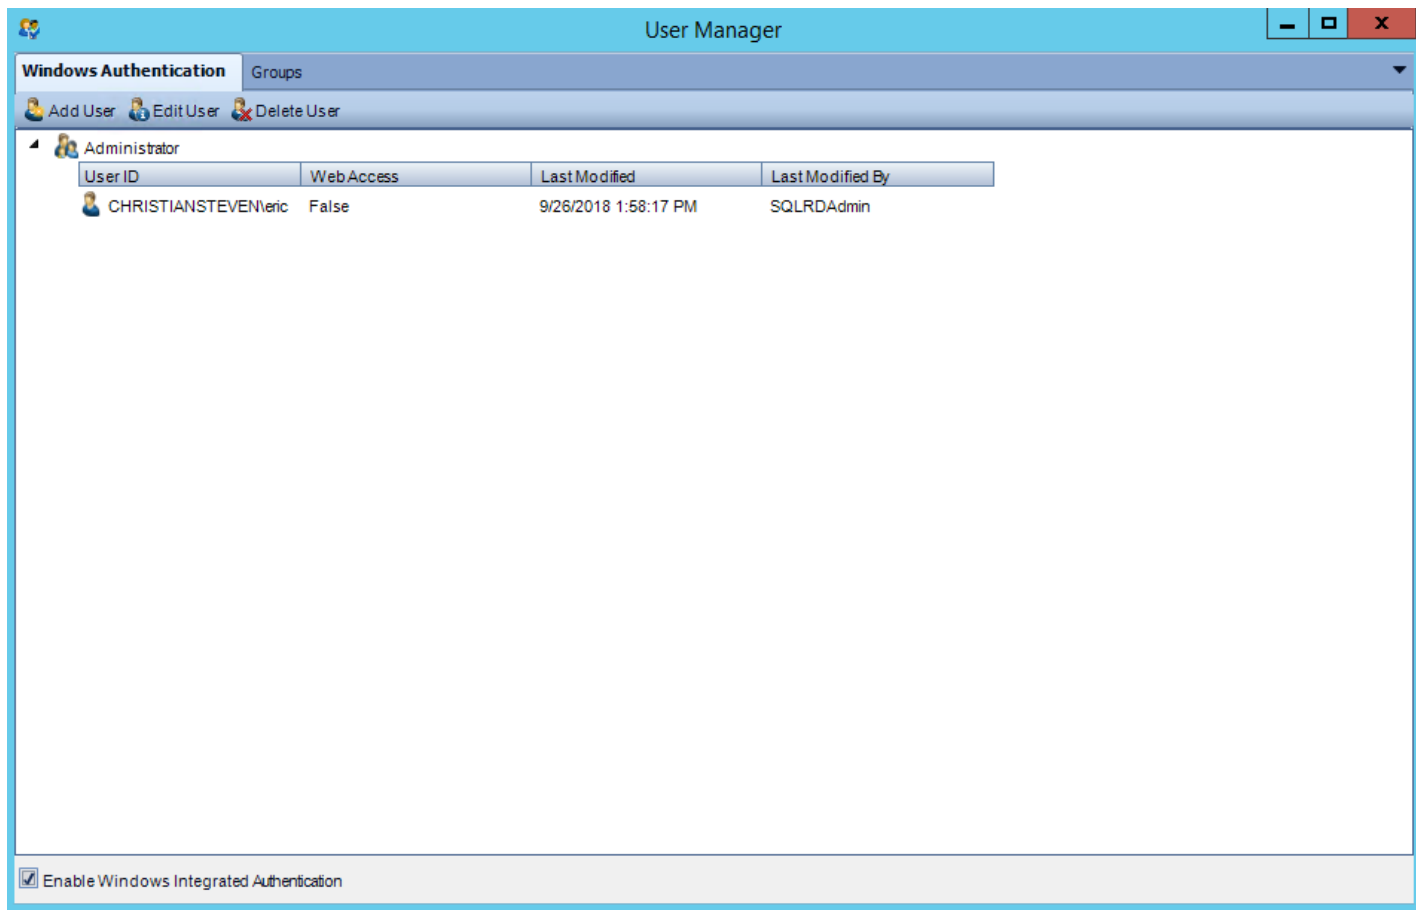 User Manager
Windows Authentication Groups
Add User Edit User Delete User
Administrator
User ID Web Access Last Modified Last Modified By
CHRISTIANSTEVEN\eric False 9/26/2018 1:58:17 PM SQLRDAdmin
Enable Windows Integrated Authentication